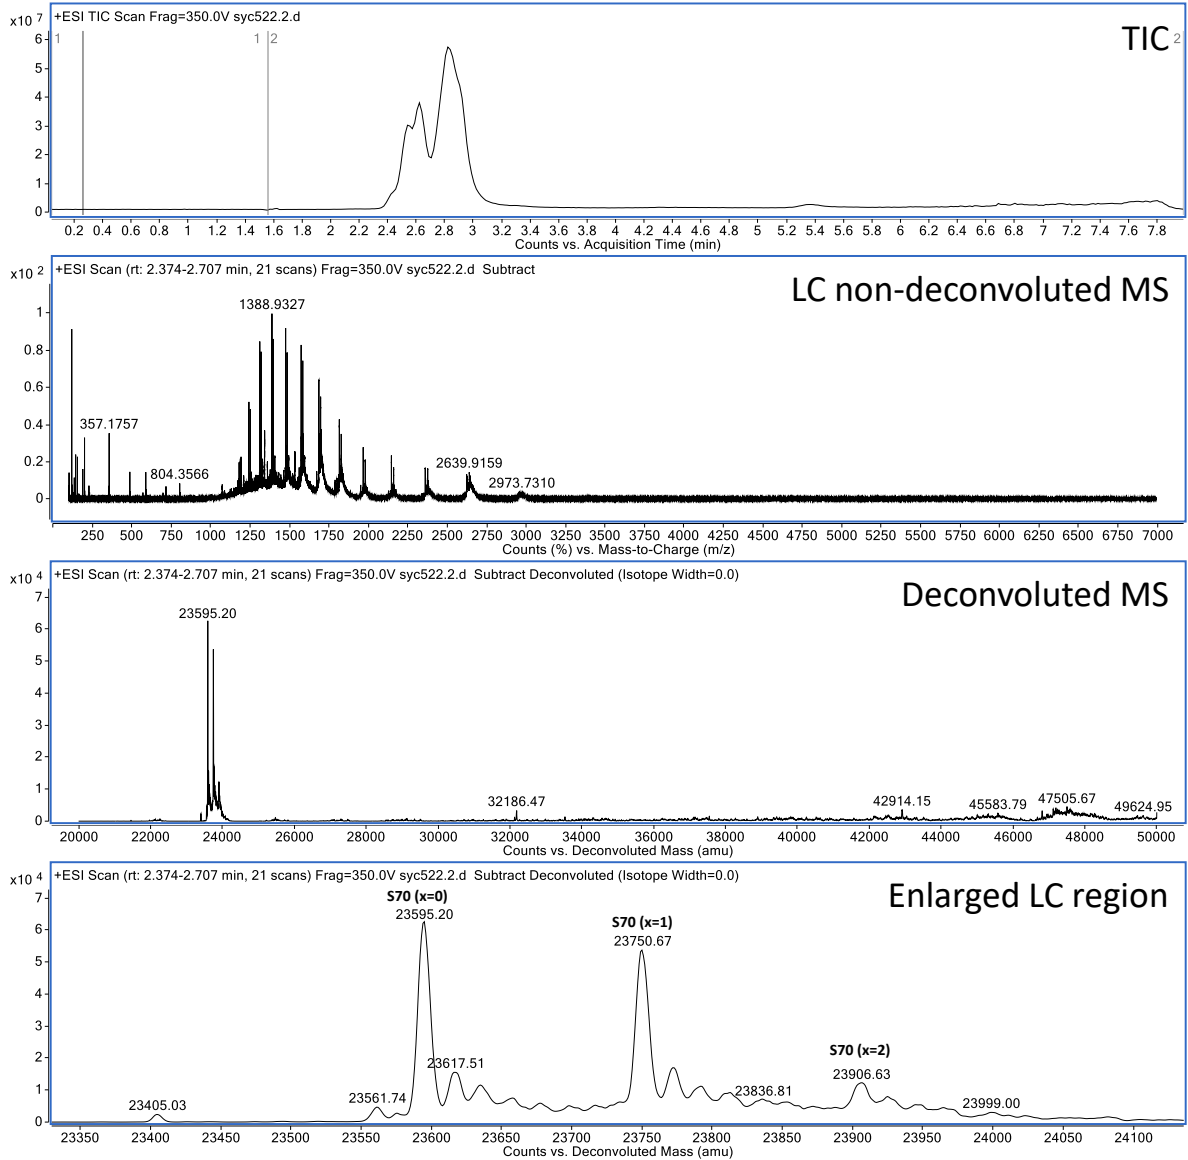 +ESI TIC Scan Frag=350.0V syc522.2.d
TIC
x10 7
1 1 2 2
6
5
4
3
2
1
0
0.2 0.4 0.6 0.8 1 1.2 1.4 1.6 1.8 2 2.2 2.4 2.6 2.8 3 3.2 3.4 3.6 3.8 4 4.2 4.4 4.6 4.8 5 5.2 5.4 5.6 5.8 6 6.2 6.4 6.6 6.8 7 7.2 7.4 7.6 7.8
Counts vs. Acquisition Time (min)
+ESI Scan (rt: 2.374-2.707 min, 21 scans) Frag=350.0V syc522.2.d Subtract
LC non-deconvoluted MS
x10 2
1
0.8
0.6
0.4
0.2
0
1388.9327
357.1757
804.3566
2639.9159
2973.7310
250 500 750 1000 1250 1500 1750 2000 2250 2500 2750 3000 3250 3500 3750 4000 4250 4500 4750 5000 5250 5500 5750 6000 6250 6500 6750 7000
Counts (%) vs. Mass-to-Charge (m/z)
+ESI Scan (rt: 2.374-2.707 min, 21 scans) Frag=350.0V syc522.2.d Subtract Deconvoluted (Isotope Width=0.0)
Deconvoluted MS
x10 4
7
6
5
4
3
2
1
0
23595.20
32186.47
42914.15
45583.79
47505.67
49624.95
20000 22000 24000 26000 28000 30000 32000 34000 36000 38000 40000 42000 44000 46000 48000 50000
Counts vs. Deconvoluted Mass (amu)
+ESI Scan (rt: 2.374-2.707 min, 21 scans) Frag=350.0V syc522.2.d Subtract Deconvoluted (Isotope Width=0.0)
Enlarged LC region
x10 4
7
6
5
4
3
2
1
0
S70 (x=0)
23595.20
S70 (x=1)
23750.67
S70 (x=2)
23906.63
23405.03
23561.74
23617.51
23836.81
23999.00
23350 23400 23450 23500 23550 23600 23650 23700 23750 23800 23850 23900 23950 24000 24050 24100
Counts vs. Deconvoluted Mass (amu)